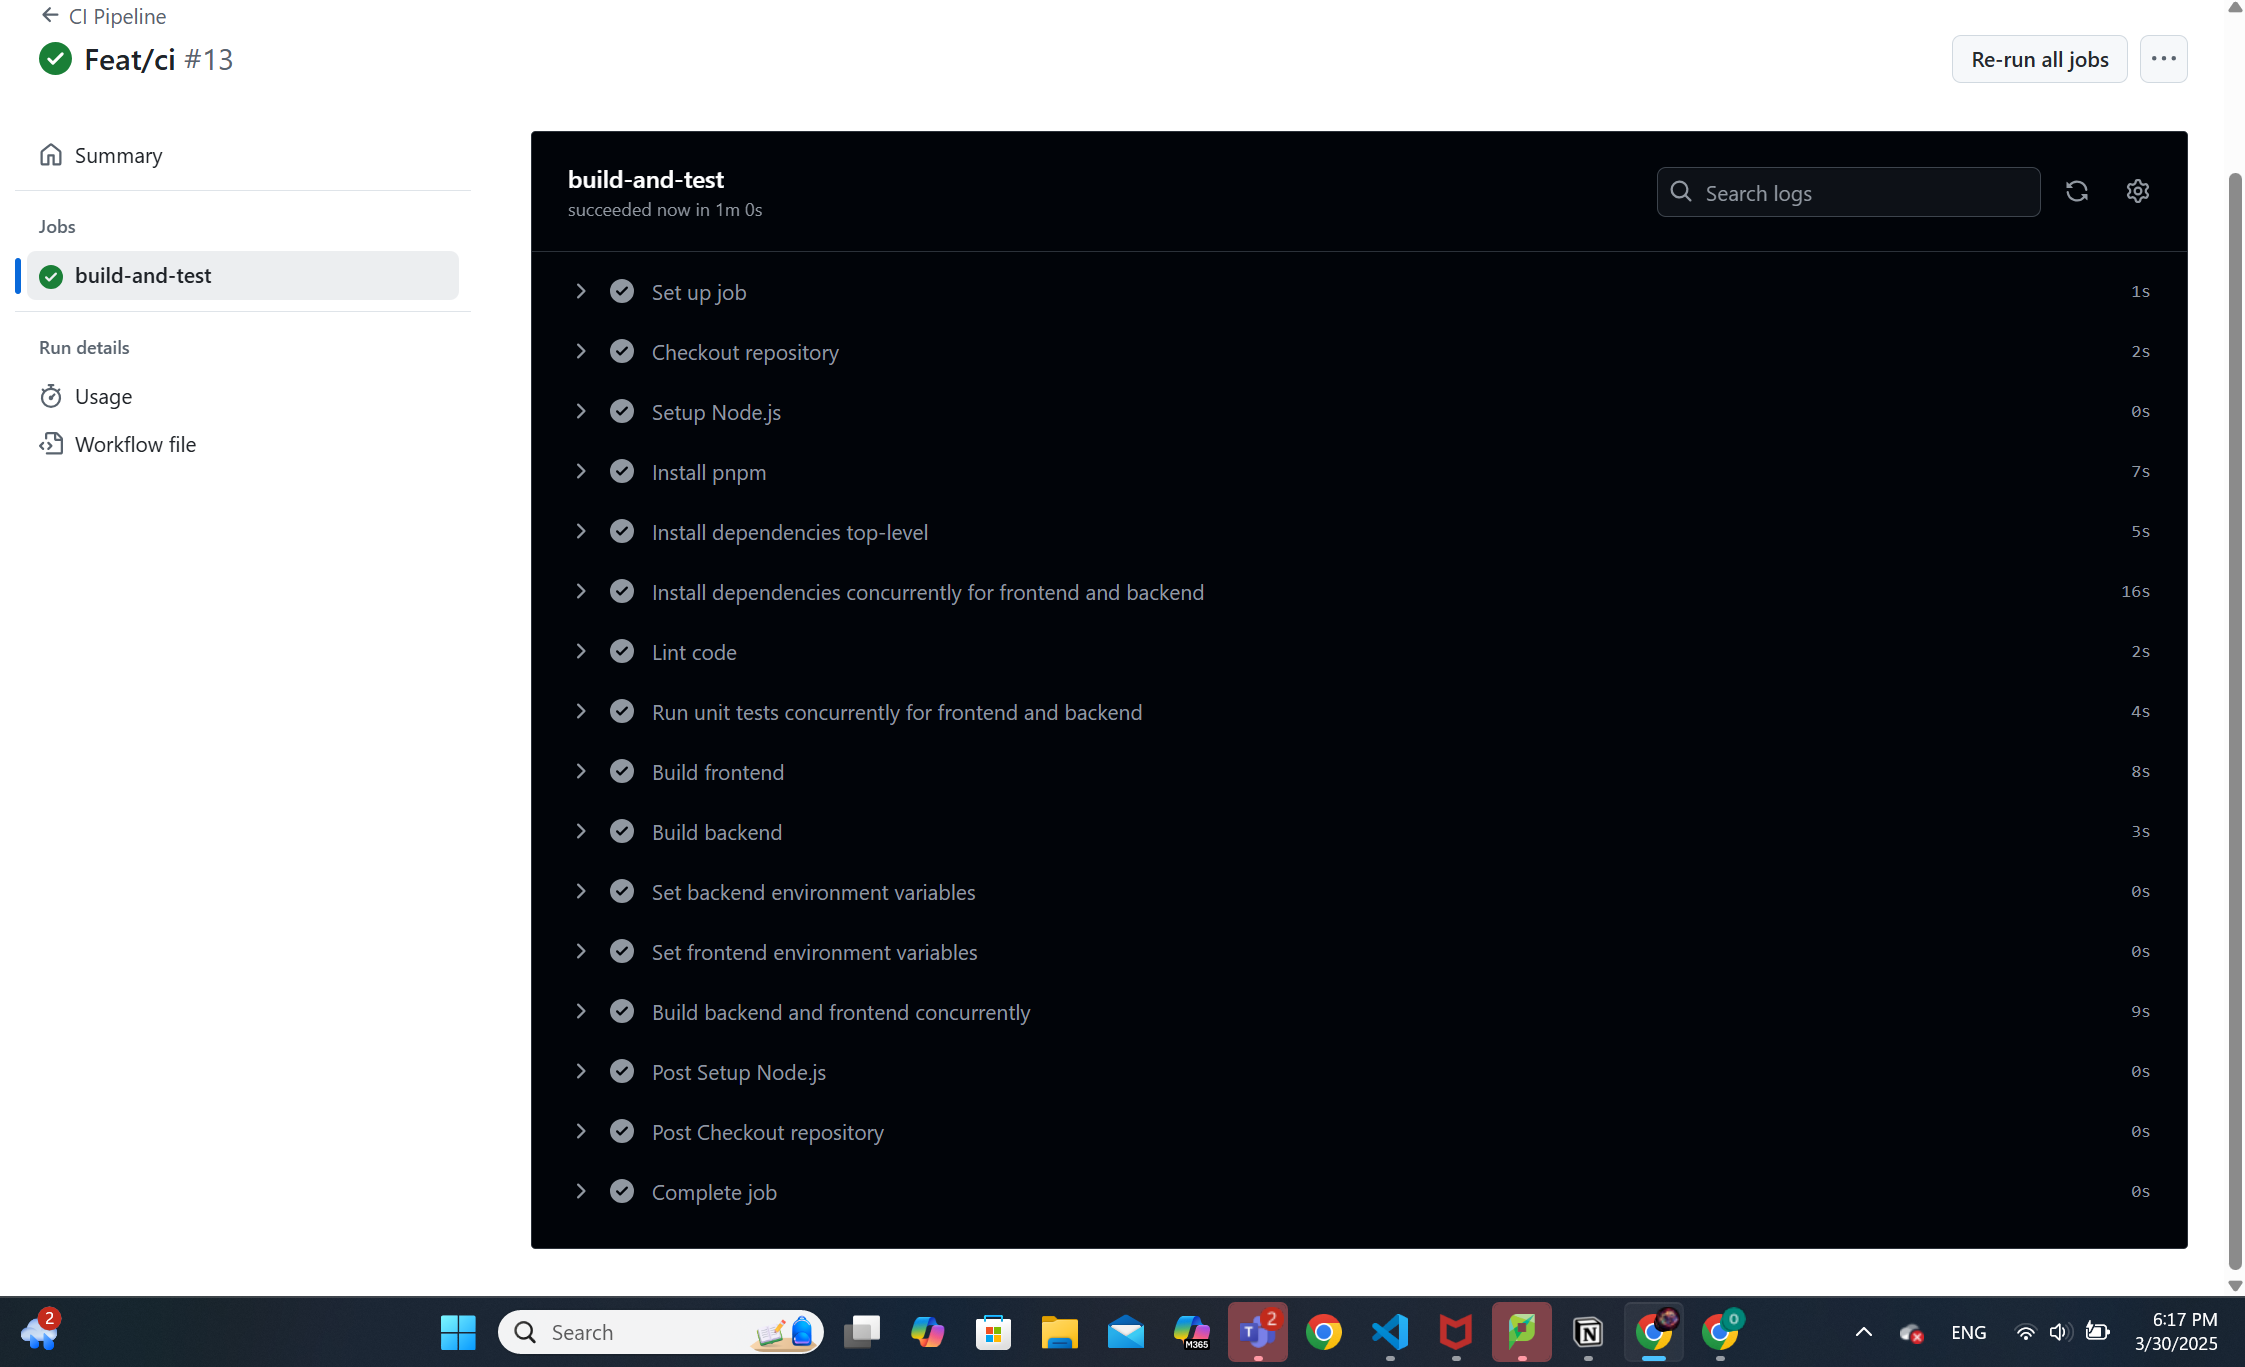 CI Pipeline
Feat/ci #13
Re-run all jobs
Summary
Jobs
build-and-test
Run details
Usage
Workflow file
build-and-test
succeeded now in 1m 0s
Search logs
Set up job 1s
Checkout repository 2s
Setup Node.js 0s
Install pnpm 7s
Install dependencies top-level 5s
Install dependencies concurrently for frontend and backend 16s
Lint code 2s
Run unit tests concurrently for frontend and backend 4s
Build frontend 8s
Build backend 3s
Set backend environment variables 0s
Set frontend environment variables 0s
Build backend and frontend concurrently 9s
Post Setup Node.js 0s
Post Checkout repository 0s
Complete job 0s
2
Search
M365
T
2
N
0
ENG
6:17 PM
3/30/2025